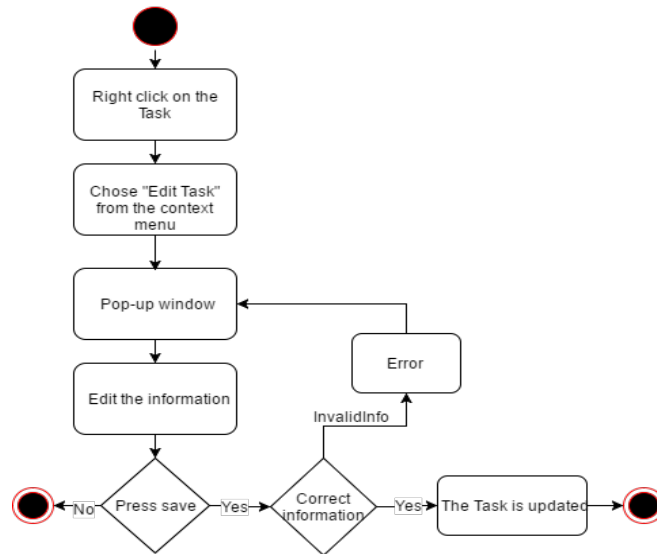 Right click on the
Task
Chose "Edit Task"
from the context
menu
Pop-up window
Error
Edit the information
InvalidInfo
No
Press save
Yes
Correct
information
Yes
The Task is updated